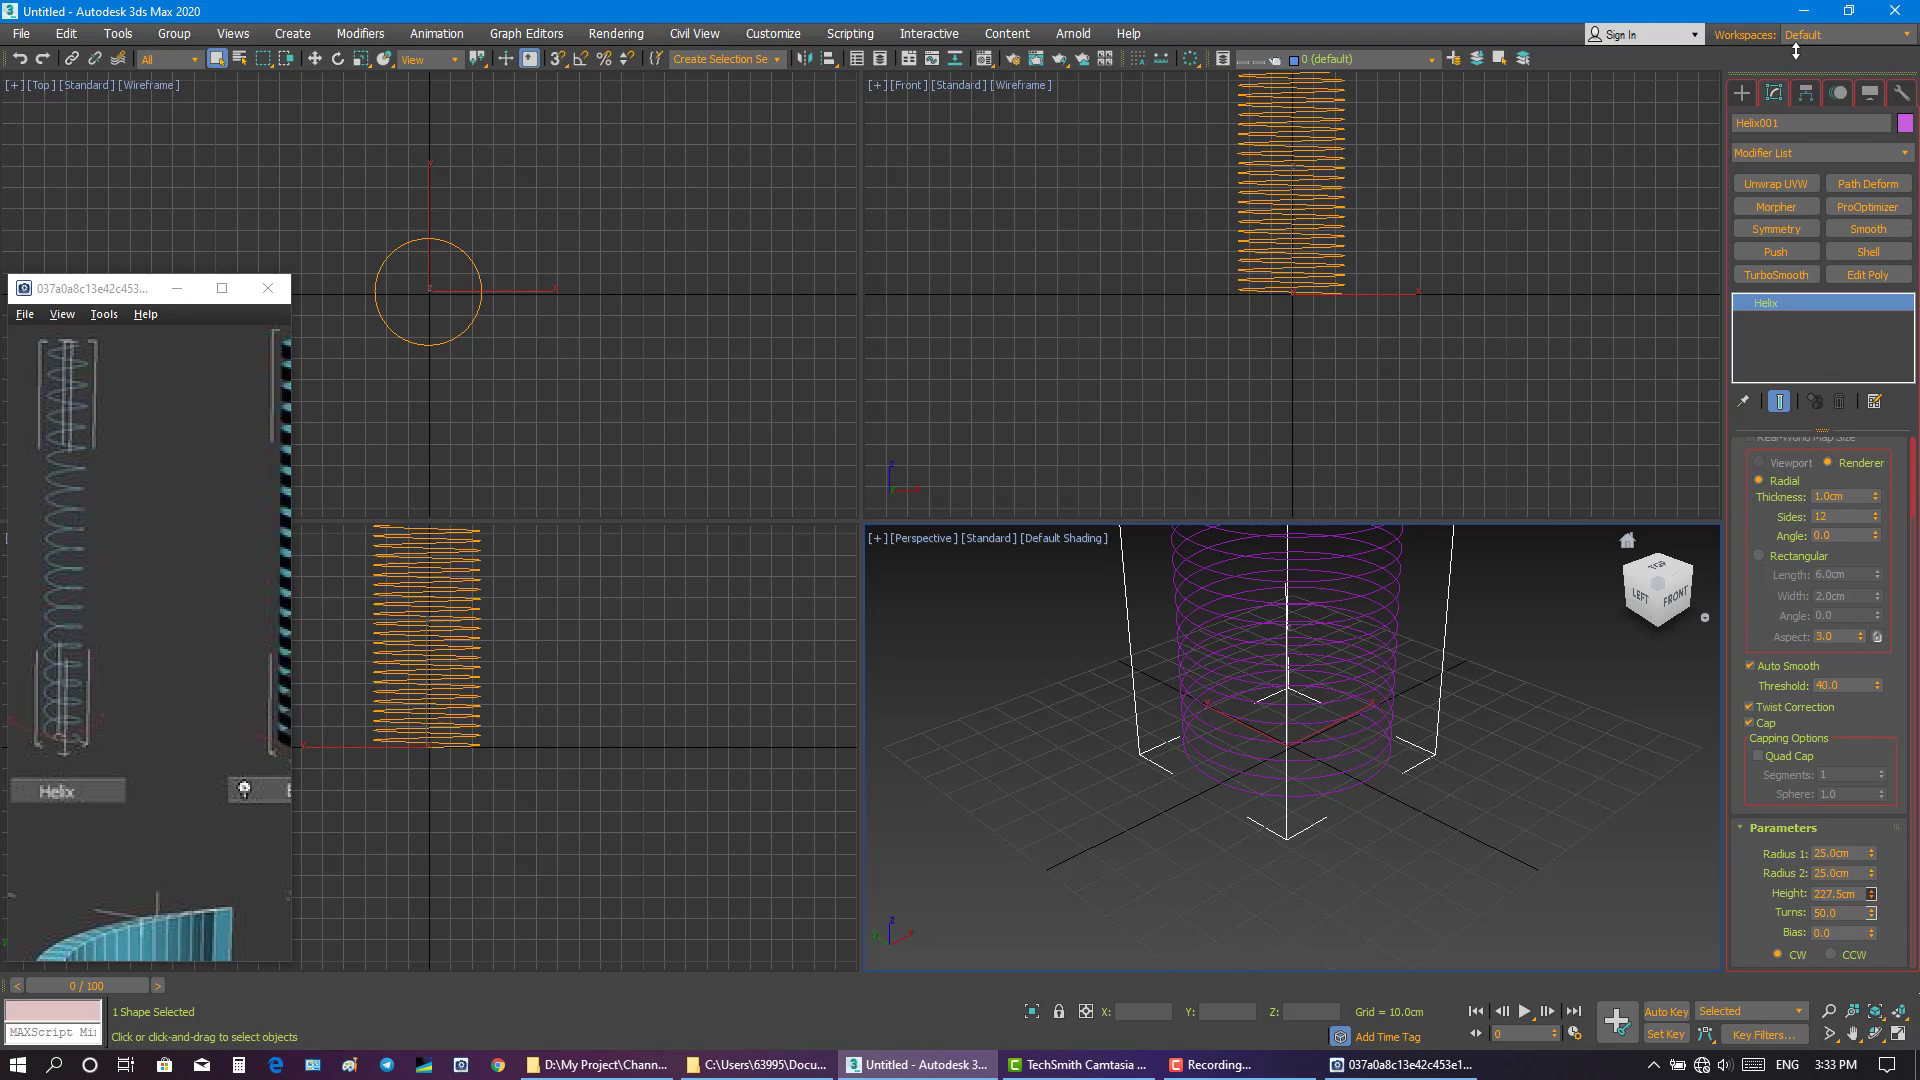 Untitled - Autodesk 3ds Max 2020
File Edit Tools Group Views Create Modifiers Animation Graph Editors Rendering Civil View Customize Scripting Interactive Content Arnold Help
Sign In
Workspaces: Default
All
View
Create Selection Se
0 (default)
[+] [Top] [Standard] [Wireframe]
[+] [Front] [Standard] [Wireframe]
[+] [Perspective] [Standard] [Default Shading]
TOP
LEFT
FRONT
037a0a8c13e42c453...
File View Tools Help
Helix
Helix001
Modifier List
Unwrap UVW Path Deform
Morpher ProOptimizer
Symmetry Smooth
Push Shell
TurboSmooth Edit Poly
Helix
Real-World Map Size
Viewport Renderer
Radial
Thickness: 1.0cm
Sides: 12
Angle: 0.0
Rectangular
Length: 6.0cm
Width: 2.0cm
Angle: 0.0
Aspect: 3.0
Auto Smooth
Threshold: 40.0
Twist Correction
Cap
Capping Options
Quad Cap
Segments: 1
Sphere: 1.0
Parameters
Radius 1: 25.0cm
Radius 2: 25.0cm
Height: 227.5cm
Turns: 50.0
Bias: 0.0
CW CCW
0 / 100
1 Shape Selected
MAXScript Mi
Click or click-and-drag to select objects
X: Y: Z: Grid = 10.0cm
Add Time Tag
0
Auto Key Selected
Set Key Key Filters...
D:\My Project\Chann...
C:\Users\63995\Docu...
Untitled - Autodesk 3...
TechSmith Camtasia ...
Recording...
037a0a8c13e42c453e1...
ENG 3:33 PM